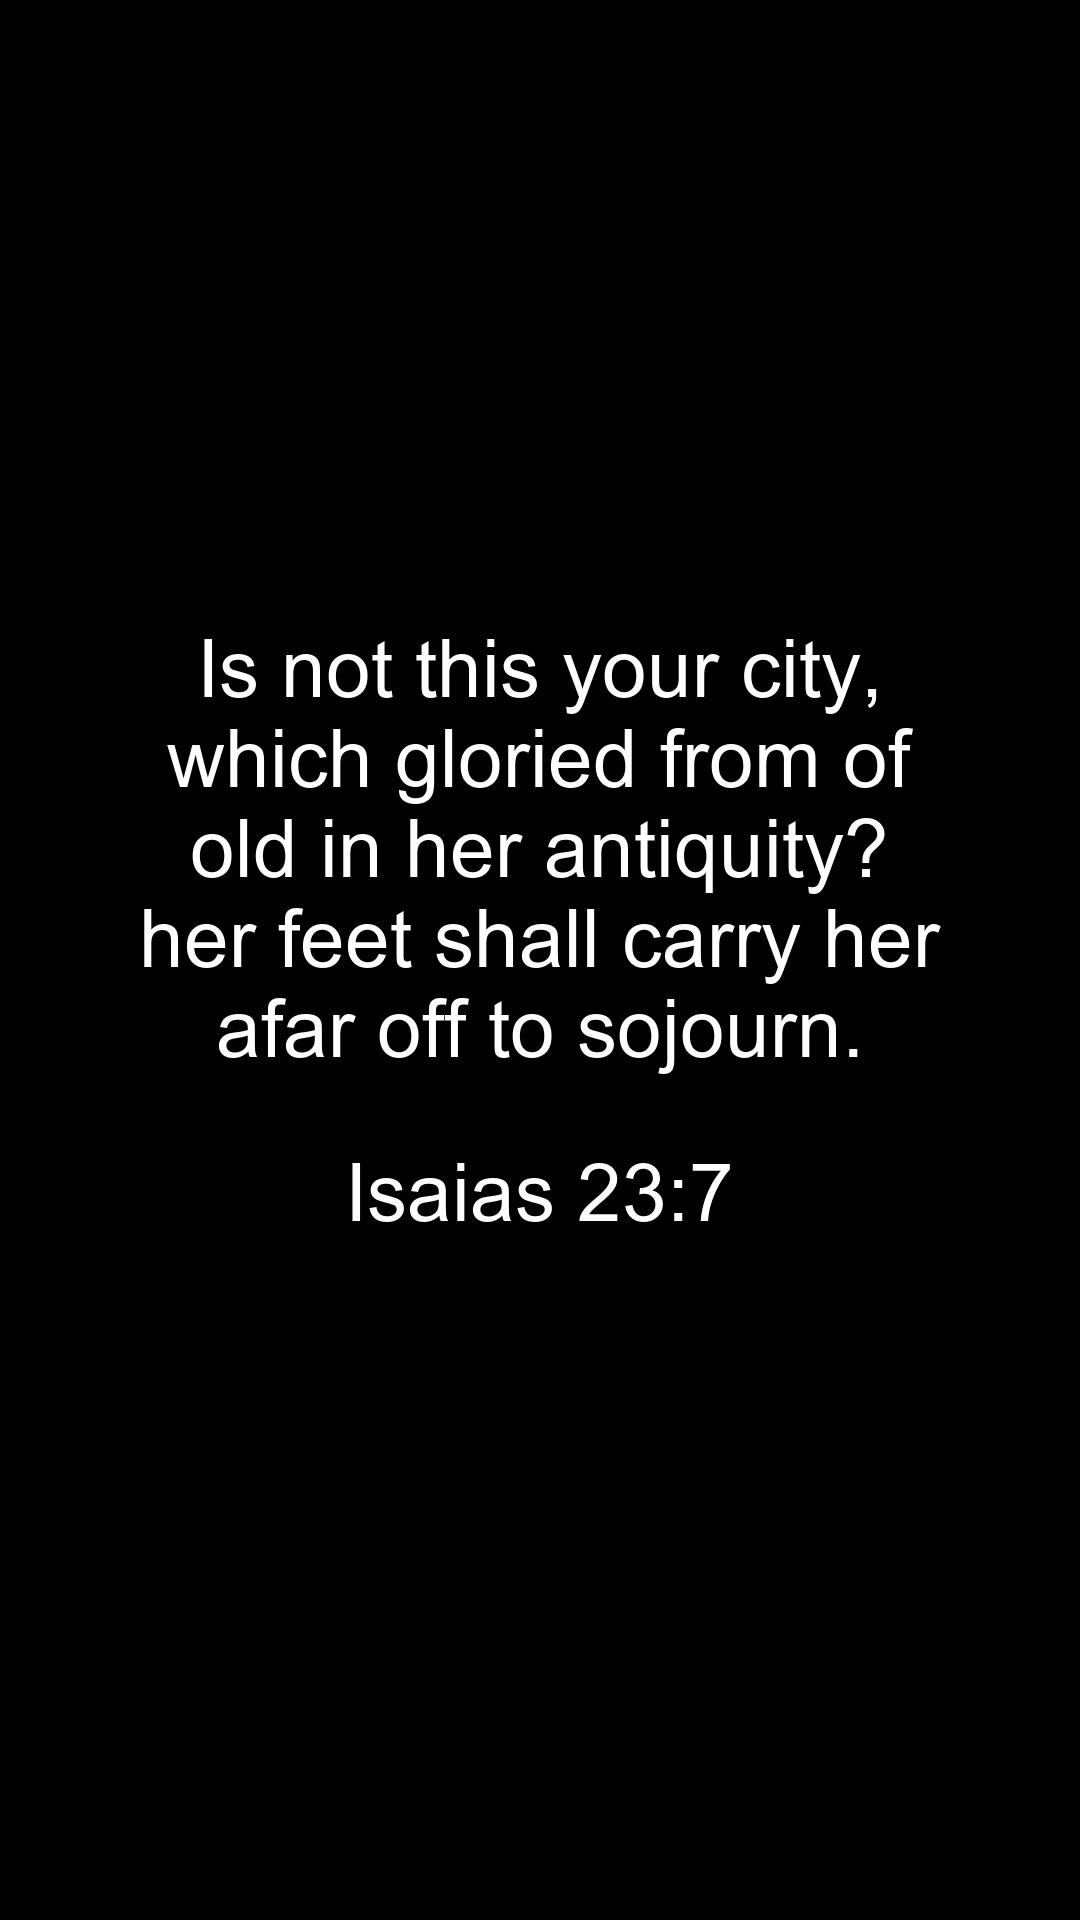 Is not this your city,
which gloried from of
old in her antiquity?
her feet shall carry her
afar off to sojourn.
Isaias 23:7